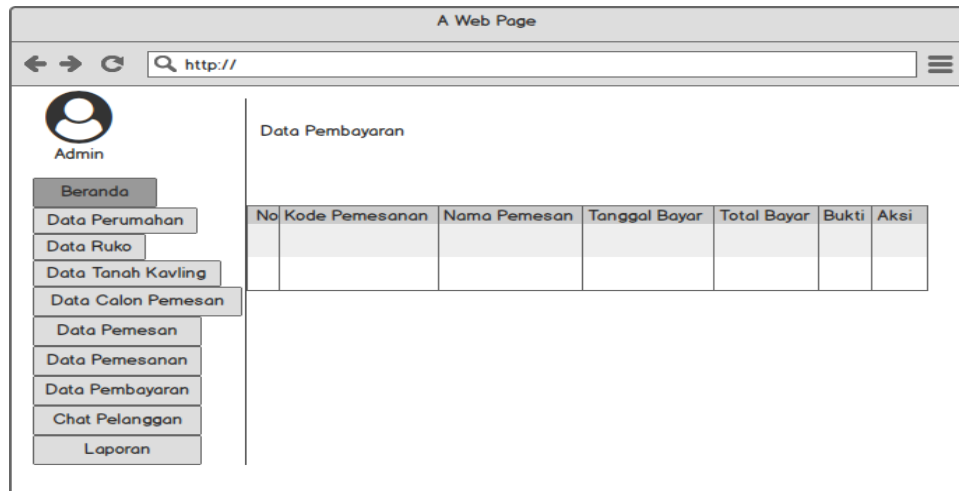 A Web Page
http://
Admin
Data Pembayaran
Beranda
Data Perumahan
Data Ruko
Data Tanah Kavling
Data Calon Pemesan
Data Pemesan
Data Pemesanan
Data Pembayaran
Chat Pelanggan
Laporan
No Kode Pemesanan Nama Pemesan Tanggal Bayar Total Bayar Bukti Aksi